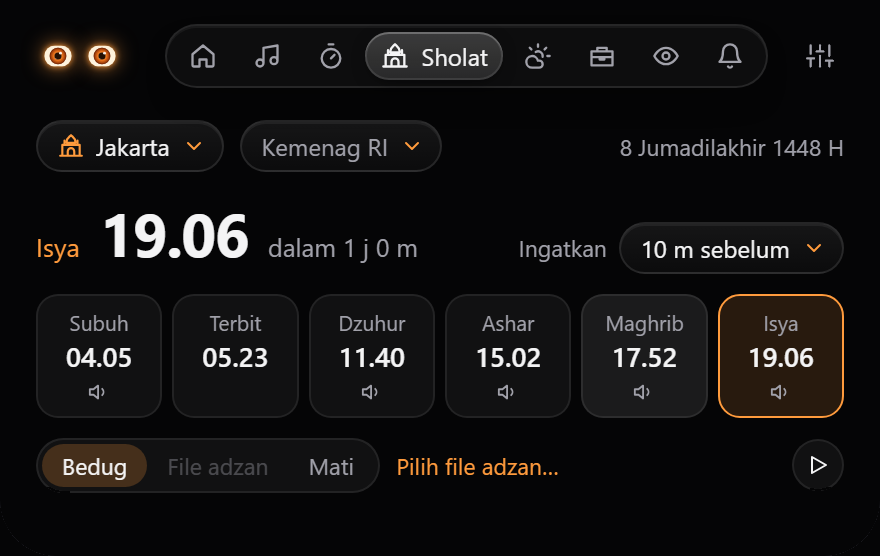 Sholat
Jakarta Kemenag RI 8 Jumadilakhir 1448 H
Isya 19.06 dalam 1 j 0 m Ingatkan 10 m sebelum
Subuh Terbit Dzuhur Ashar Maghrib Isya
04.05 05.23 11.40 15.02 17.52 19.06
Bedug File adzan Mati Pilih file adzan...